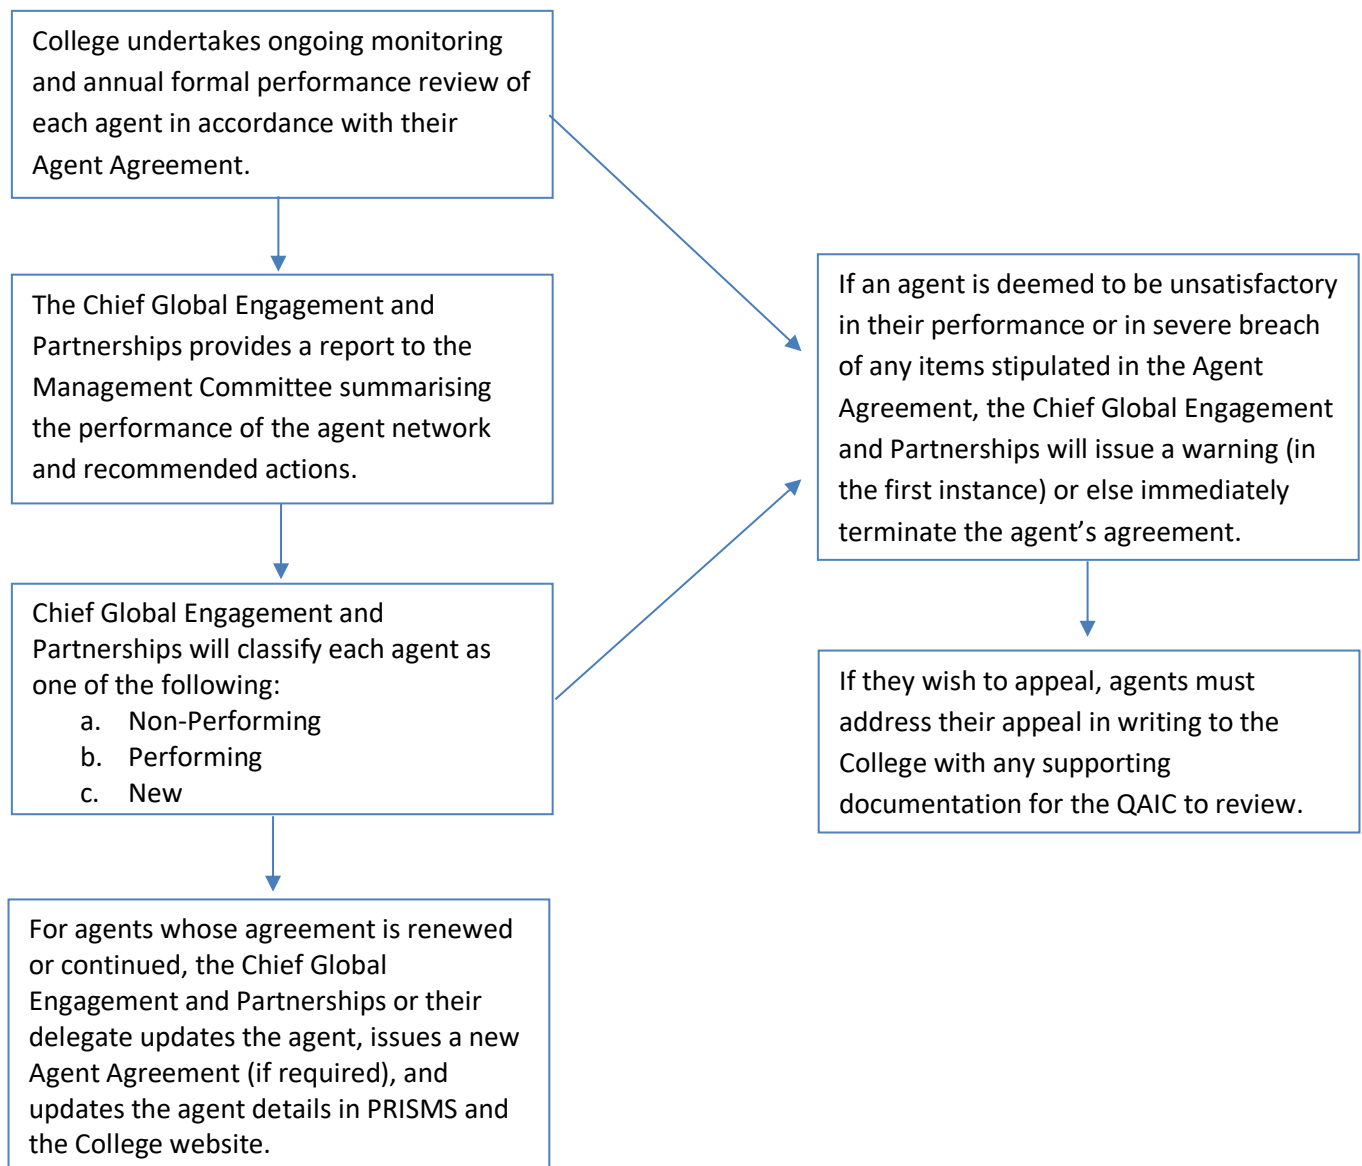 College undertakes ongoing monitoring
and annual formal performance review of
each agent in accordance with their
Agent Agreement.
The Chief Global Engagement and
Partnerships provides a report to the
Management Committee summarising
the performance of the agent network
and recommended actions.
Chief Global Engagement and
Partnerships will classify each agent as
one of the following:
a. Non-Performing
b. Performing
c. New
For agents whose agreement is renewed
or continued, the Chief Global
Engagement and Partnerships or their
delegate updates the agent, issues a new
Agent Agreement (if required), and
updates the agent details in PRISMS and
the College website.
If an agent is deemed to be unsatisfactory
in their performance or in severe breach
of any items stipulated in the Agent
Agreement, the Chief Global Engagement
and Partnerships will issue a warning (in
the first instance) or else immediately
terminate the agent’s agreement.
If they wish to appeal, agents must
address their appeal in writing to the
College with any supporting
documentation for the QAIC to review.